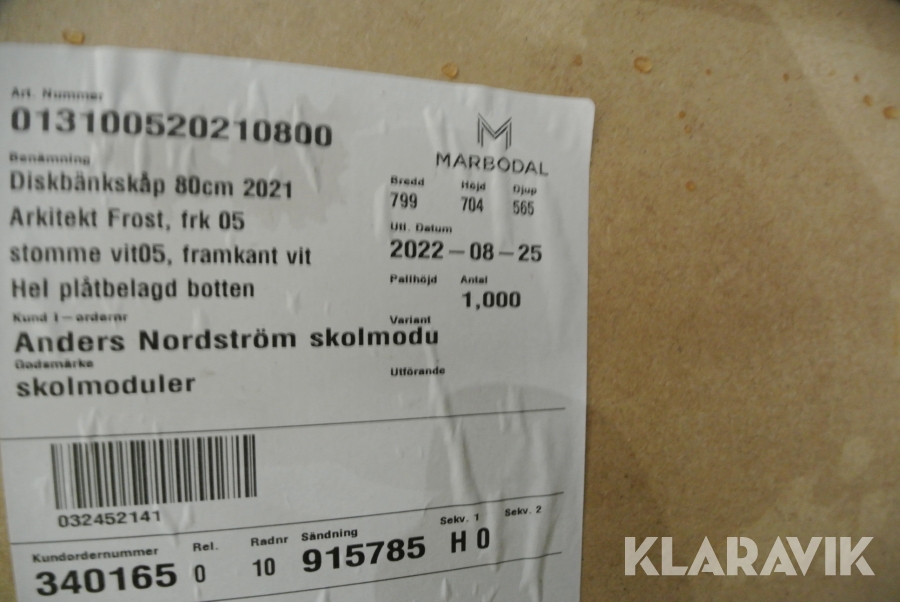 Art. Nummer
013100520210800
MARBODAL
Benämning
Diskbänkskåp 80cm 2021
Arkitekt Frost, frk 05
stomme vit05, framkant vit
Hel plåtbelagd botten
Bredd Höjd Djup
799 704 565
Utl. Datum
2022-08-25
Pallhöjd Antal
1,000
Kund I-ordernr
Variant
Anders Nordström skolmodu
Godsmärke
Utförande
skolmoduler
032452141
Kundordernummer Rel. Radnr Sändning Sekv. 1 Sekv. 2
340165 0 10 915785 H 0
KLARAVIK